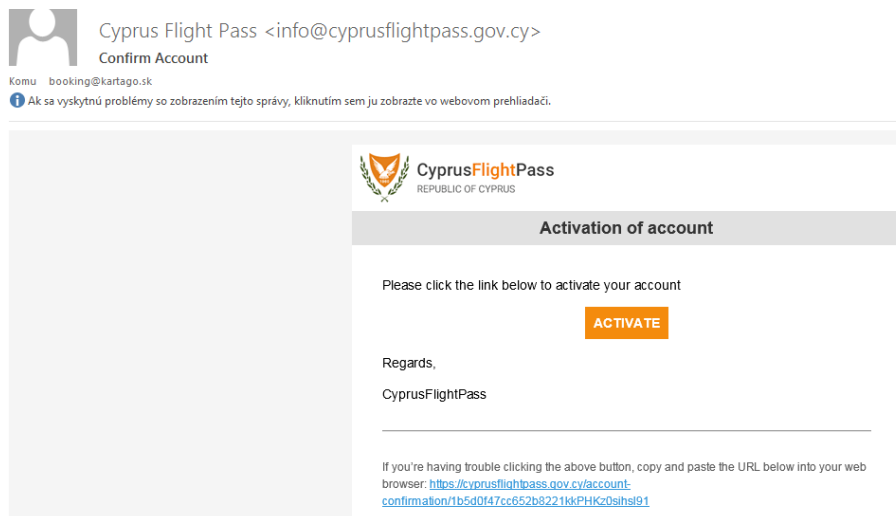 Cyprus Flight Pass <info@cyprusflightpass.gov.cy>
Confirm Account
Komu booking@kartago.sk
Ak sa vyskytnú problémy so zobrazením tejto správy, kliknutím sem ju zobrazte vo webovom prehliadači.
CyprusFlightPass
REPUBLIC OF CYPRUS
Activation of account
Please click the link below to activate your account
ACTIVATE
Regards,
CyprusFlightPass
If you're having trouble clicking the above button, copy and paste the URL below into your web
browser: https://cyprusflightpass.gov.cy/account-
confirmation/1b5d0f47cc652b8221kkPHKz0sihsl91